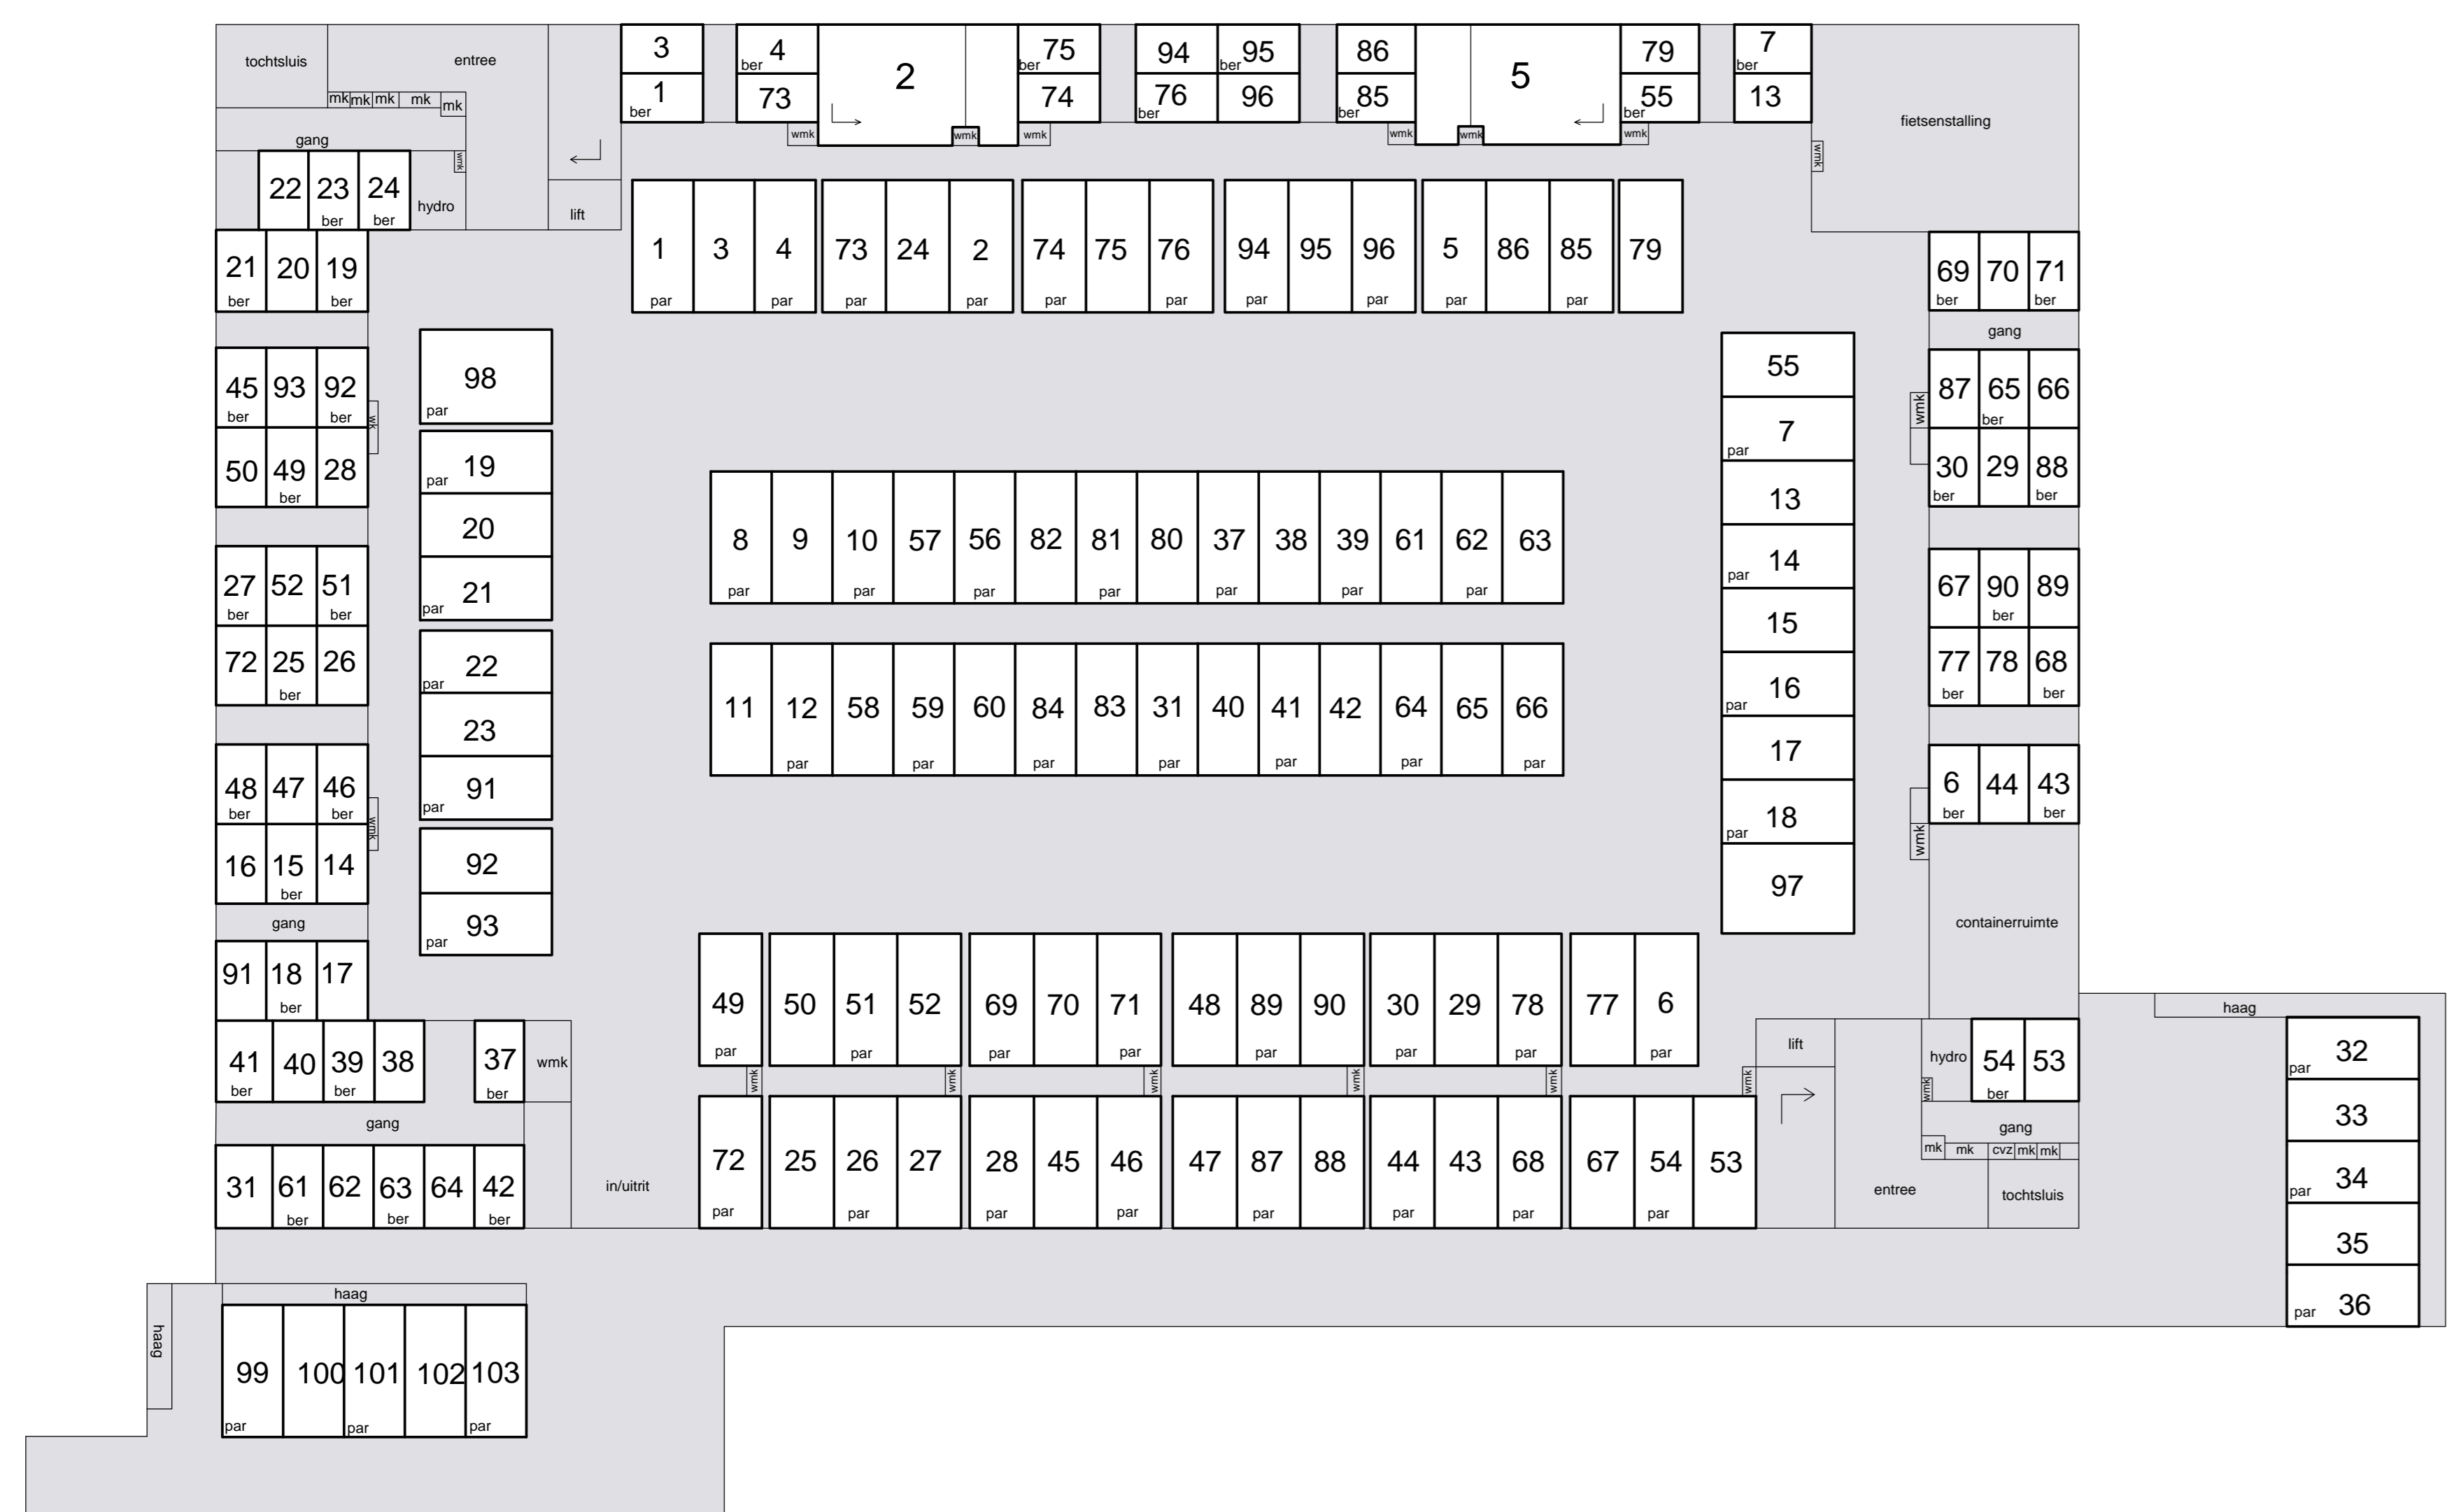 tochtsluis entree
mk mk mk mk mk
gang
wmk
22 23 24 hydro lift
ber ber
3
1
ber
4 2 75 94 95 86 5 79 7
ber ber ber ber
73 74 76 96 85 55 13
ber ber ber
wmk wmk wmk wmk wmk wmk
fietsenstalling
wmk
1 3 4 73 24 2 74 75 76 94 95 96 5 86 85 79
par par par par par par par par par par
21 20 19
ber ber
45 93 92
ber ber
wk
50 49 28
ber
27 52 51
ber ber
72 25 26
ber
48 47 46
ber ber
wmk
16 15 14
ber
gang
91 18 17
ber
41 40 39 38 37 wmk
ber ber ber
gang
31 61 62 63 64 42
ber ber ber
in/uitrit
98
par
19
par
20
21
par
22
par
23
91
par
92
93
par
8 9 10 57 56 82 81 80 37 38 39 61 62 63
par par par par par par par
11 12 58 59 60 84 83 31 40 41 42 64 65 66
par par par par par par par
55
7
par
13
14
par
15
16
par
17
18
par
97
69 70 71
ber ber
gang
87 65 66
ber
wmk
30 29 88
ber ber
67 90 89
ber
77 78 68
ber ber
6 44 43
ber ber
wmk
containerruimte
49 50 51 52 69 70 71 48 89 90 30 29 78 77 6
par par par par par par par par
wmk wmk wmk wmk wmk wmk
72 25 26 27 28 45 46 47 87 88 44 43 68 67 54 53
par par par par par par par par
lift
hydro 54 53
ber
wmk
gang
mk mk cvz mk mk
entree tochtsluis
haag
32
par
33
34
par
35
36
par
haag
haag
99 100 101 102 103
par par par